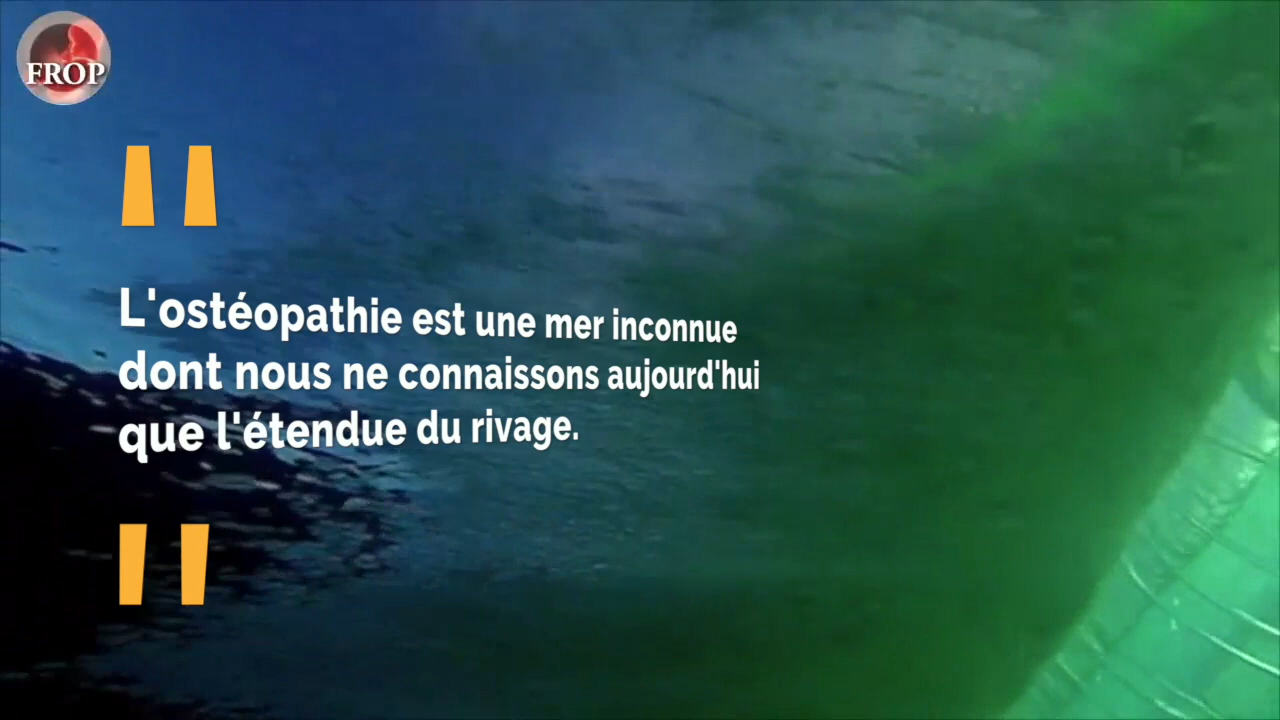 FROP
"
L'ostéopathie est une mer inconnue
dont nous ne connaissons aujourd'hui
que l'étendue du rivage.
"